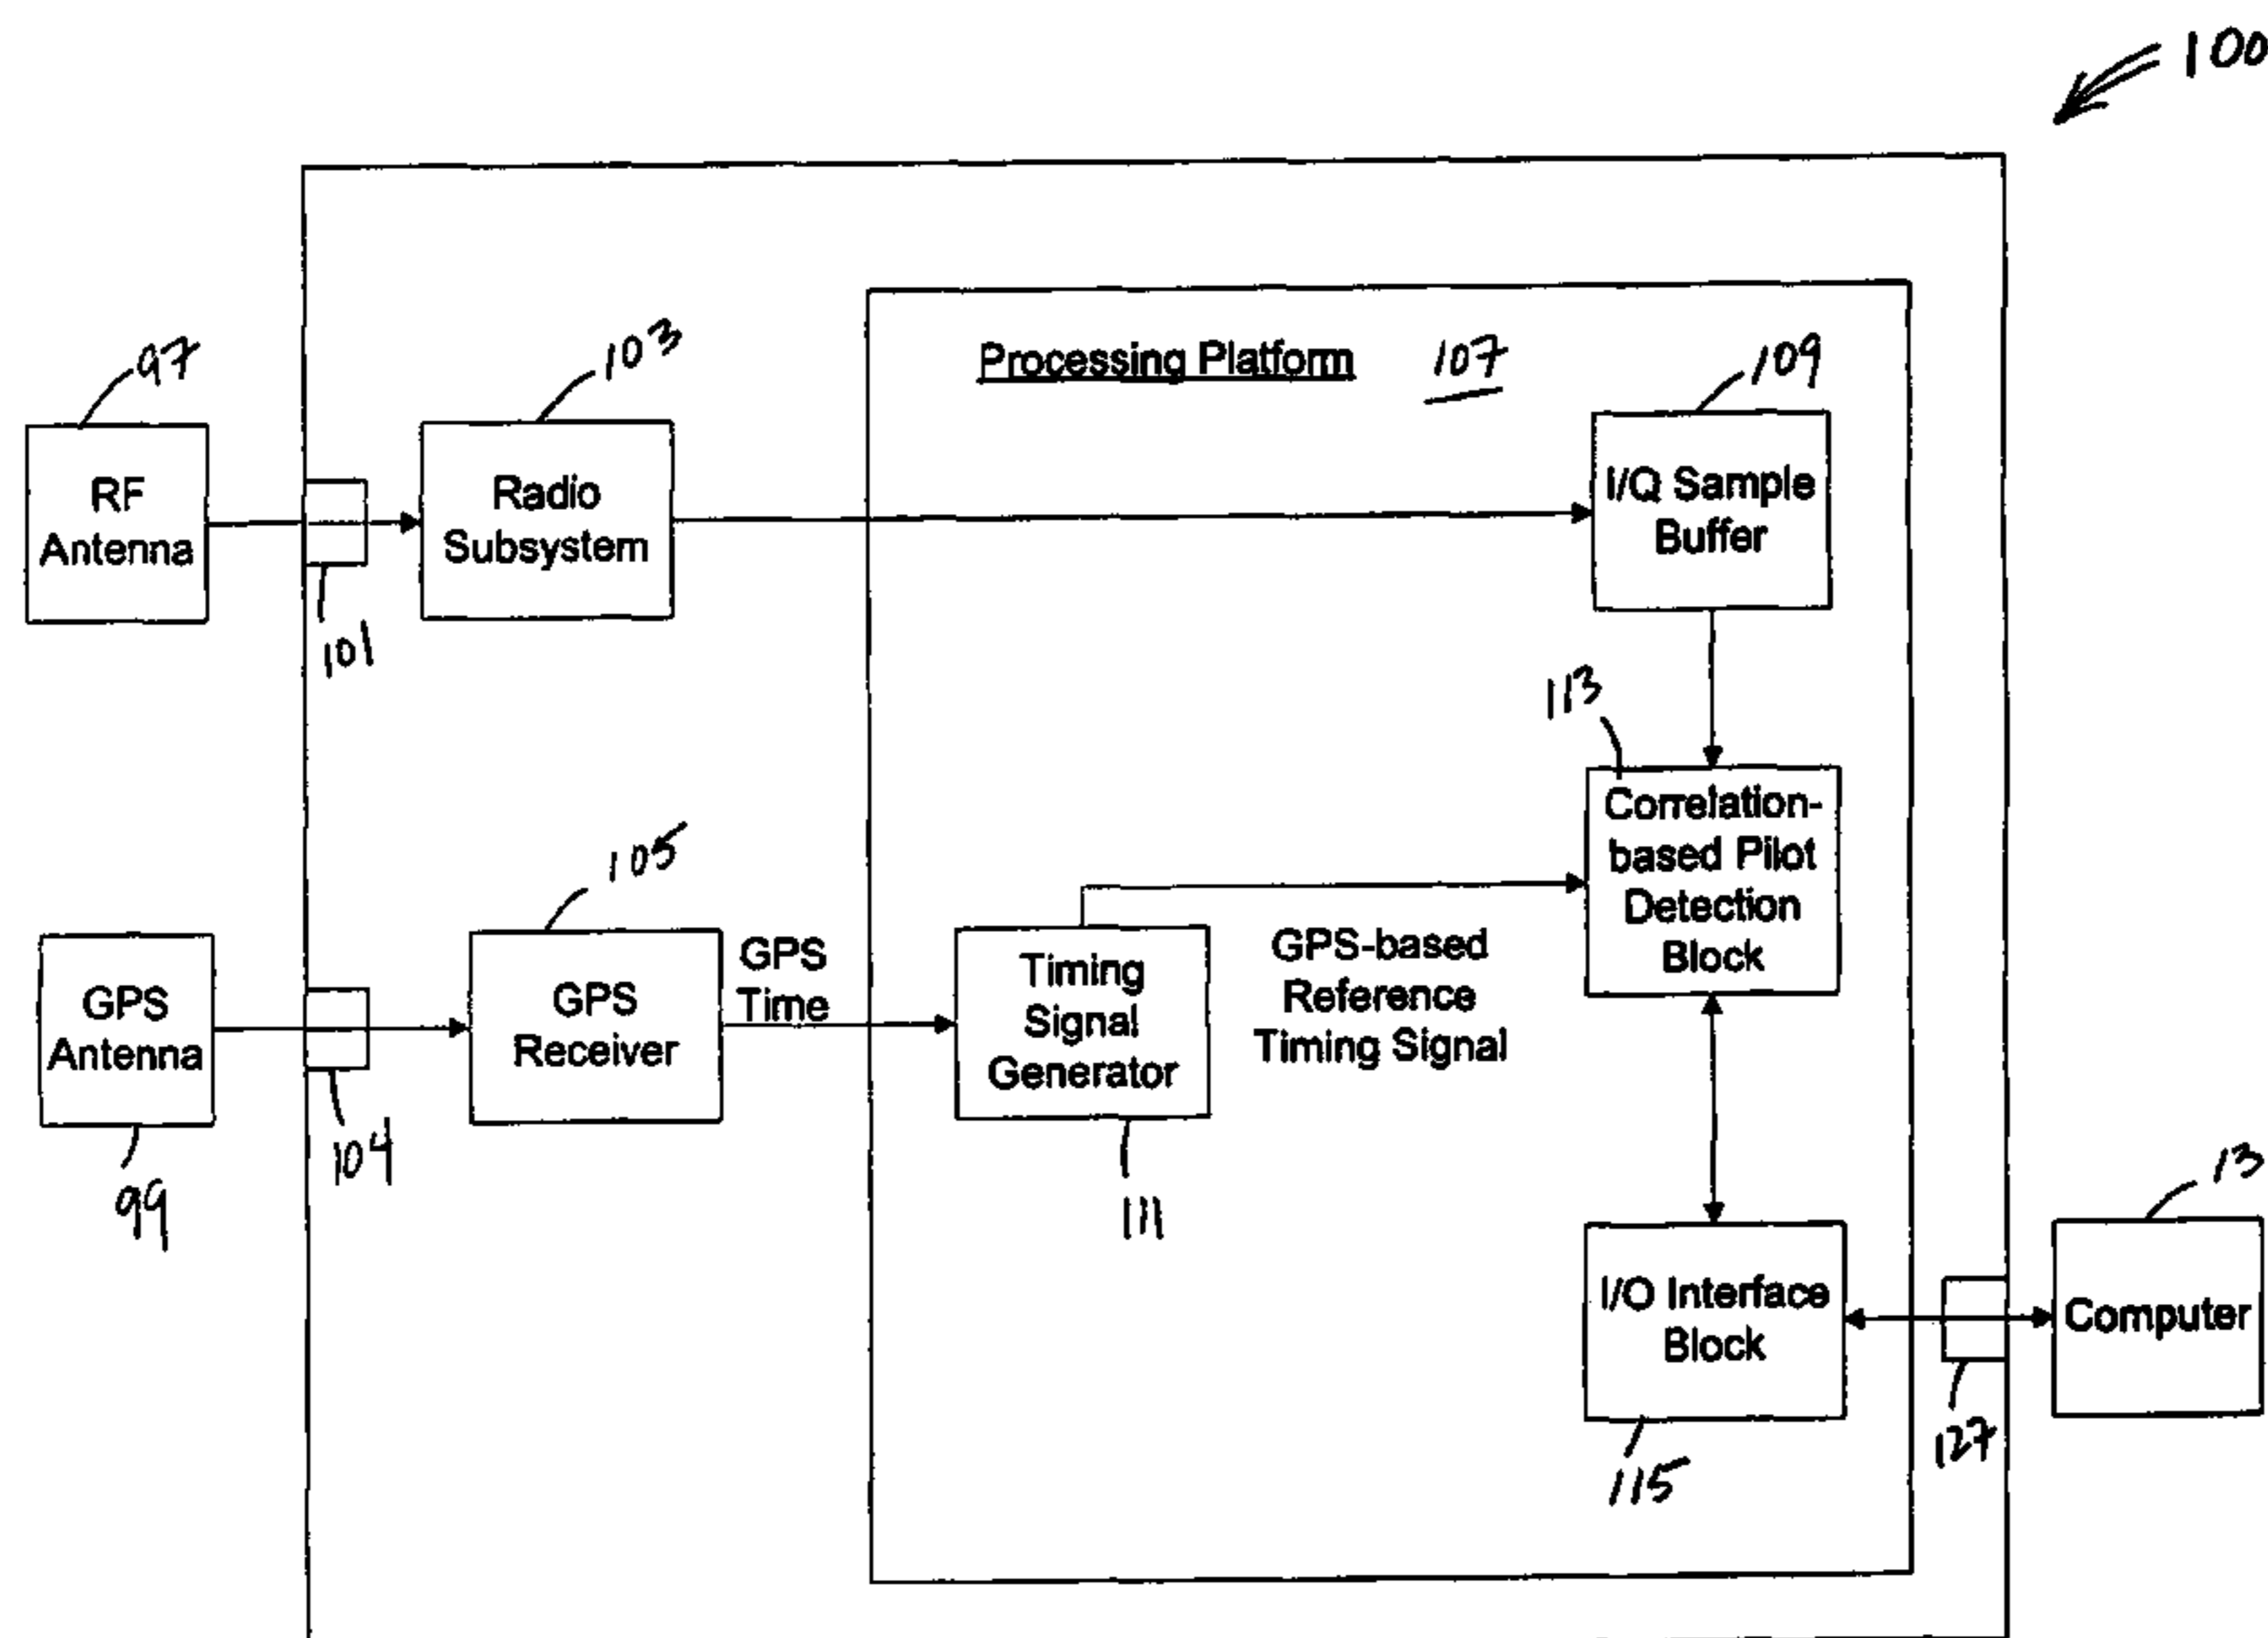 100
Processing Platform 107
97
103
109
RF
Antenna
Radio
Subsystem
I/Q Sample
Buffer
101
113
Correlation-
based Pilot
Detection
Block
105
GPS
Antenna
GPS
Receiver
GPS
Time
Timing
Signal
Generator
GPS-based
Reference
Timing Signal
104
99
111
13
I/O Interface
Block
Computer
127
115